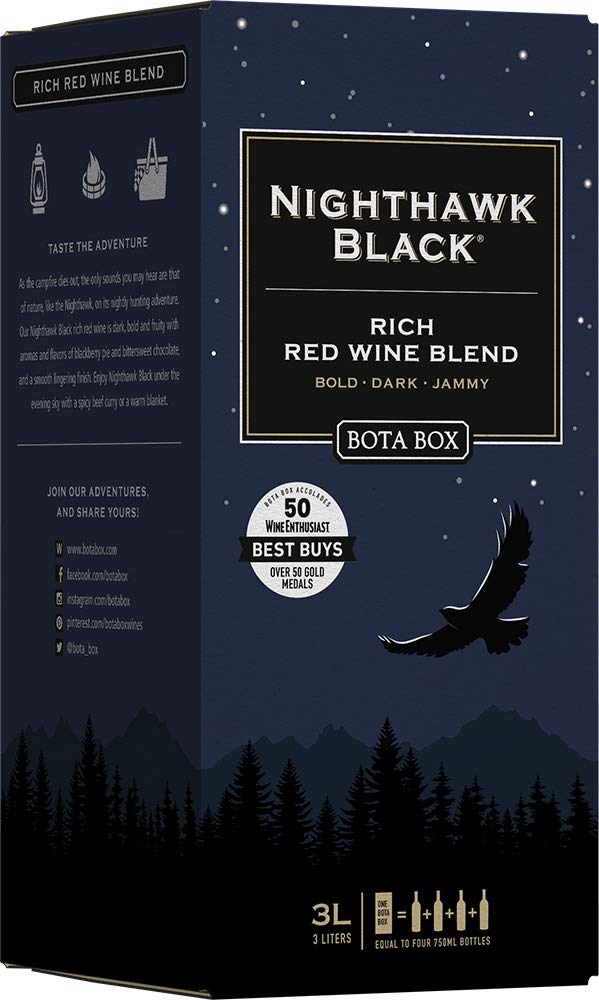 RICH RED WINE BLEND
TASTE THE ADVENTURE
As the campfire dies out, the only sounds you may hear are that
of nature, like the Nighthawk, on its nightly hunting adventure.
Our Nighthawk Black rich red wine is dark, bold and fruity with
aromas and flavors of blackberry pie and bittersweet chocolate,
and a smooth lingering finish. Enjoy Nighthawk Black under the
evening sky with a spicy beef curry or a warm blanket.
JOIN OUR ADVENTURES,
AND SHARE YOURS!
W www.botabox.com
f facebook.com/botabox
instagram.com/botabox
pinterest.com/botaboxwines
@bota_box
NIGHTHAWK
BLACK®
RICH
RED WINE BLEND
BOLD · DARK · JAMMY
BOTA BOX
BOTA BOX ACCOLADES
50
WINE ENTHUSIAST
BEST BUYS
OVER 50 GOLD
MEDALS
3L
3 LITERS
ONE
BOTA
BOX
= + + +
EQUAL TO FOUR 750ML BOTTLES